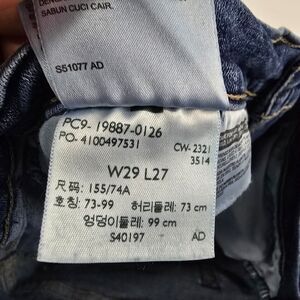 SABUN CUCI CAIR.
S51077 AD
PC9- 19887-0126
PO- 4100497531
CW- 2321
3514
W29 L27
尺码: 155/74A
호칭: 73-99 허리둘레: 73 cm
엉덩이둘레: 99 cm
S40197 AD